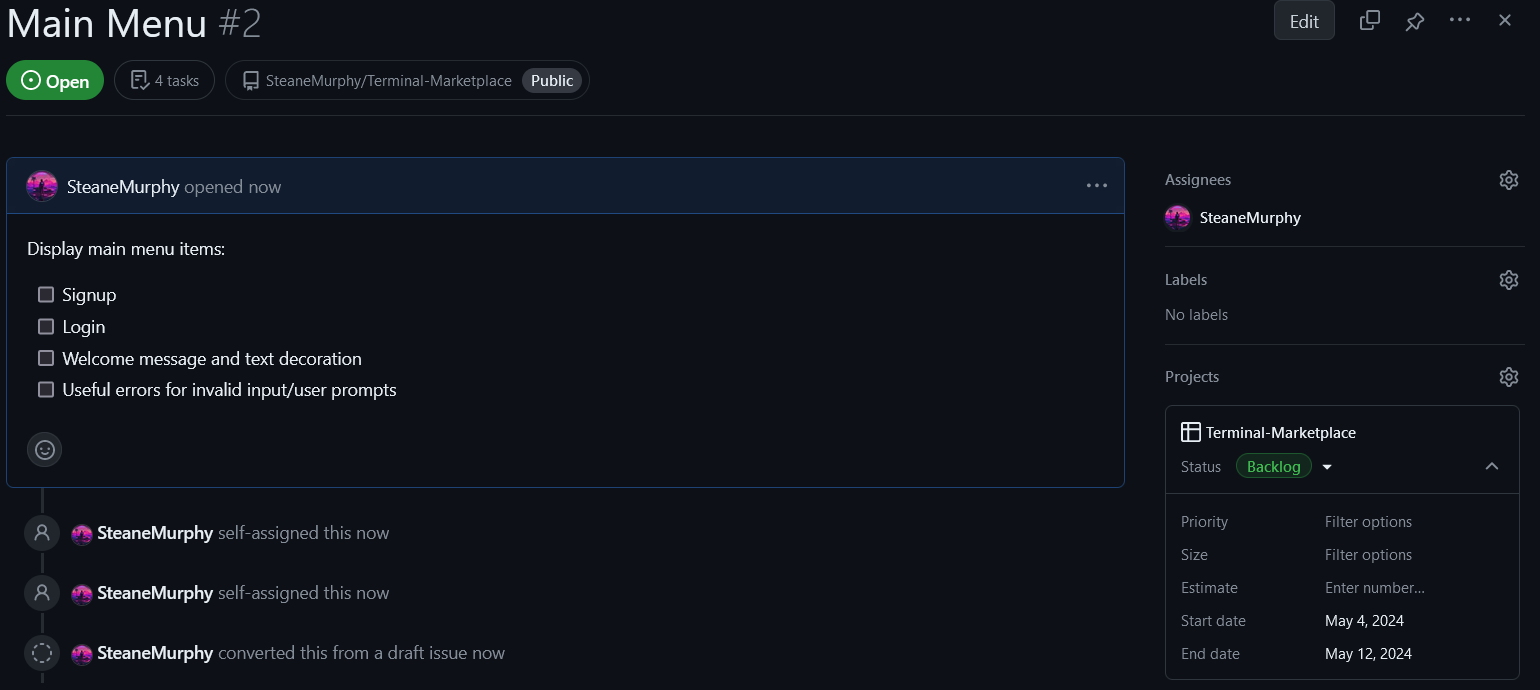 Main Menu #2
Edit
Open
4 tasks
SteaneMurphy/Terminal-Marketplace Public
SteaneMurphy opened now
Display main menu items:
Signup
Login
Welcome message and text decoration
Useful errors for invalid input/user prompts
SteaneMurphy self-assigned this now
SteaneMurphy self-assigned this now
SteaneMurphy converted this from a draft issue now
Assignees
SteaneMurphy
Labels
No labels
Projects
Terminal-Marketplace
Status Backlog
Priority Filter options
Size Filter options
Estimate Enter number...
Start date May 4, 2024
End date May 12, 2024